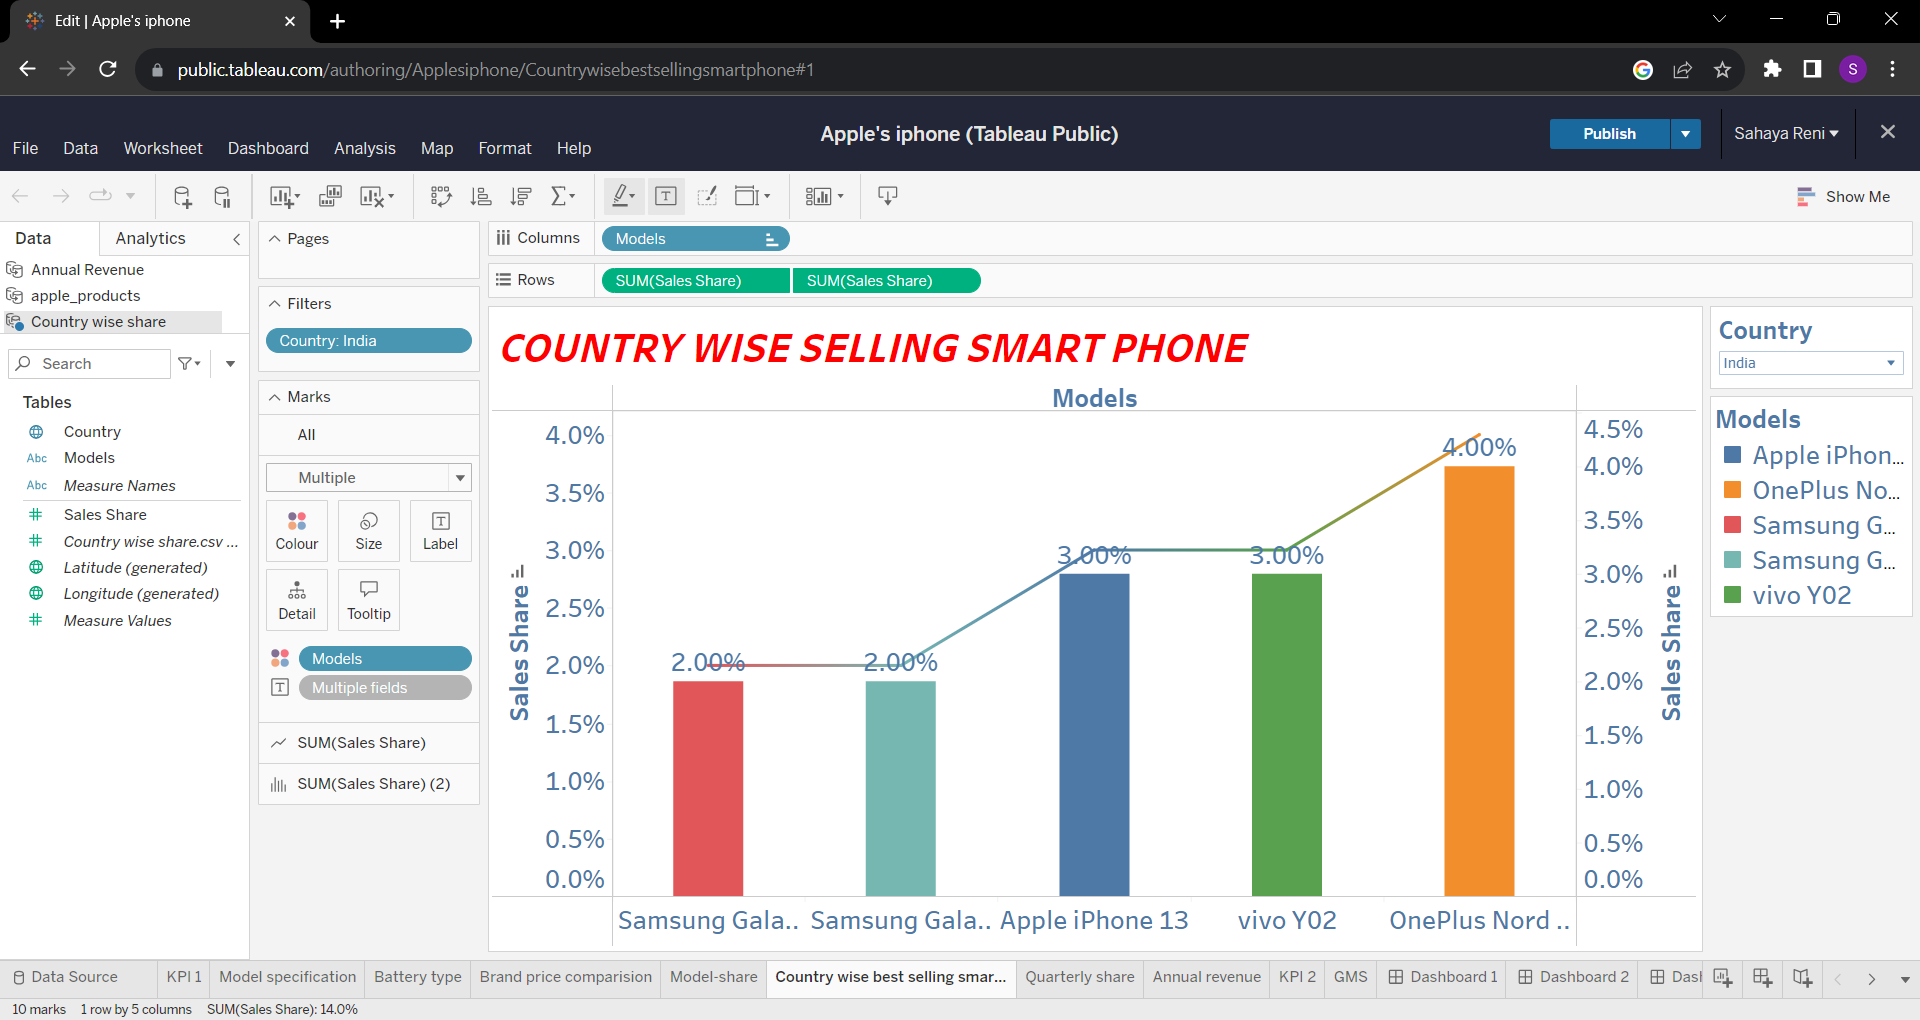 Edit | Apple's iphone
public.tableau.com/authoring/Applesiphone/Countrywisebestsellingsmartphone#1
S
Apple's iphone (Tableau Public)
Publish
Sahaya Reni
File Data Worksheet Dashboard Analysis Map Format Help
Show Me
Data Analytics
Annual Revenue
apple_products
Country wise share
Search
Tables
Country
Abc Models
Abc Measure Names
Sales Share
Country wise share.csv ...
Latitude (generated)
Longitude (generated)
Measure Values
Pages
Filters
Country: India
Marks
All
Multiple
Colour Size Label
Detail Tooltip
Models
Multiple fields
SUM(Sales Share)
SUM(Sales Share) (2)
Columns Models
Rows SUM(Sales Share) SUM(Sales Share)
COUNTRY WISE SELLING SMART PHONE
Models
Sales Share
4.0%
3.5%
3.0%
2.5%
2.0%
1.5%
1.0%
0.5%
0.0%
2.00% 2.00% 3.00% 3.00% 4.00%
4.5%
4.0%
3.5%
3.0%
2.5%
2.0%
1.5%
1.0%
0.5%
0.0%
Sales Share
Samsung Gala.. Samsung Gala.. Apple iPhone 13 vivo Y02 OnePlus Nord ..
Country
India
Models
Apple iPhon...
OnePlus No...
Samsung G...
Samsung G...
vivo Y02
Data Source KPI 1 Model specification Battery type Brand price comparision Model-share Country wise best selling smar... Quarterly share Annual revenue KPI 2 GMS Dashboard 1 Dashboard 2 Dasl
10 marks 1 row by 5 columns SUM(Sales Share): 14.0%